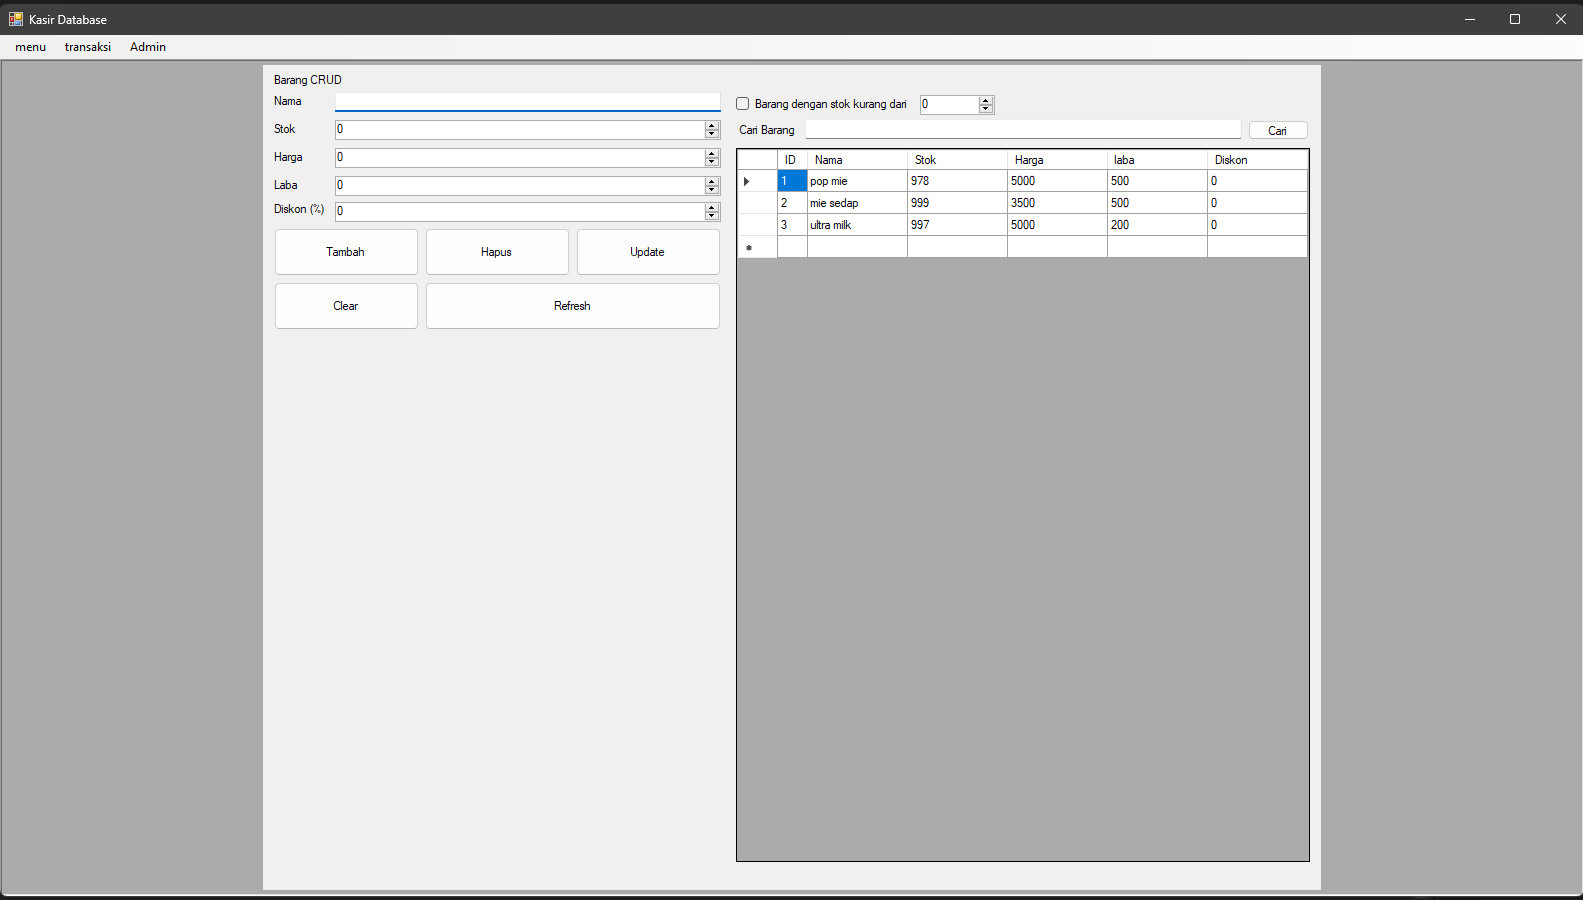 Kasir Database
menu transaksi Admin
Barang CRUD
Nama
Stok 0
Harga 0
Laba 0
Diskon (%) 0
Tambah Hapus Update
Clear Refresh
Barang dengan stok kurang dari 0
Cari Barang Cari
ID Nama Stok Harga laba Diskon
1 pop mie 978 5000 500 0
2 mie sedap 999 3500 500 0
3 ultra milk 997 5000 200 0